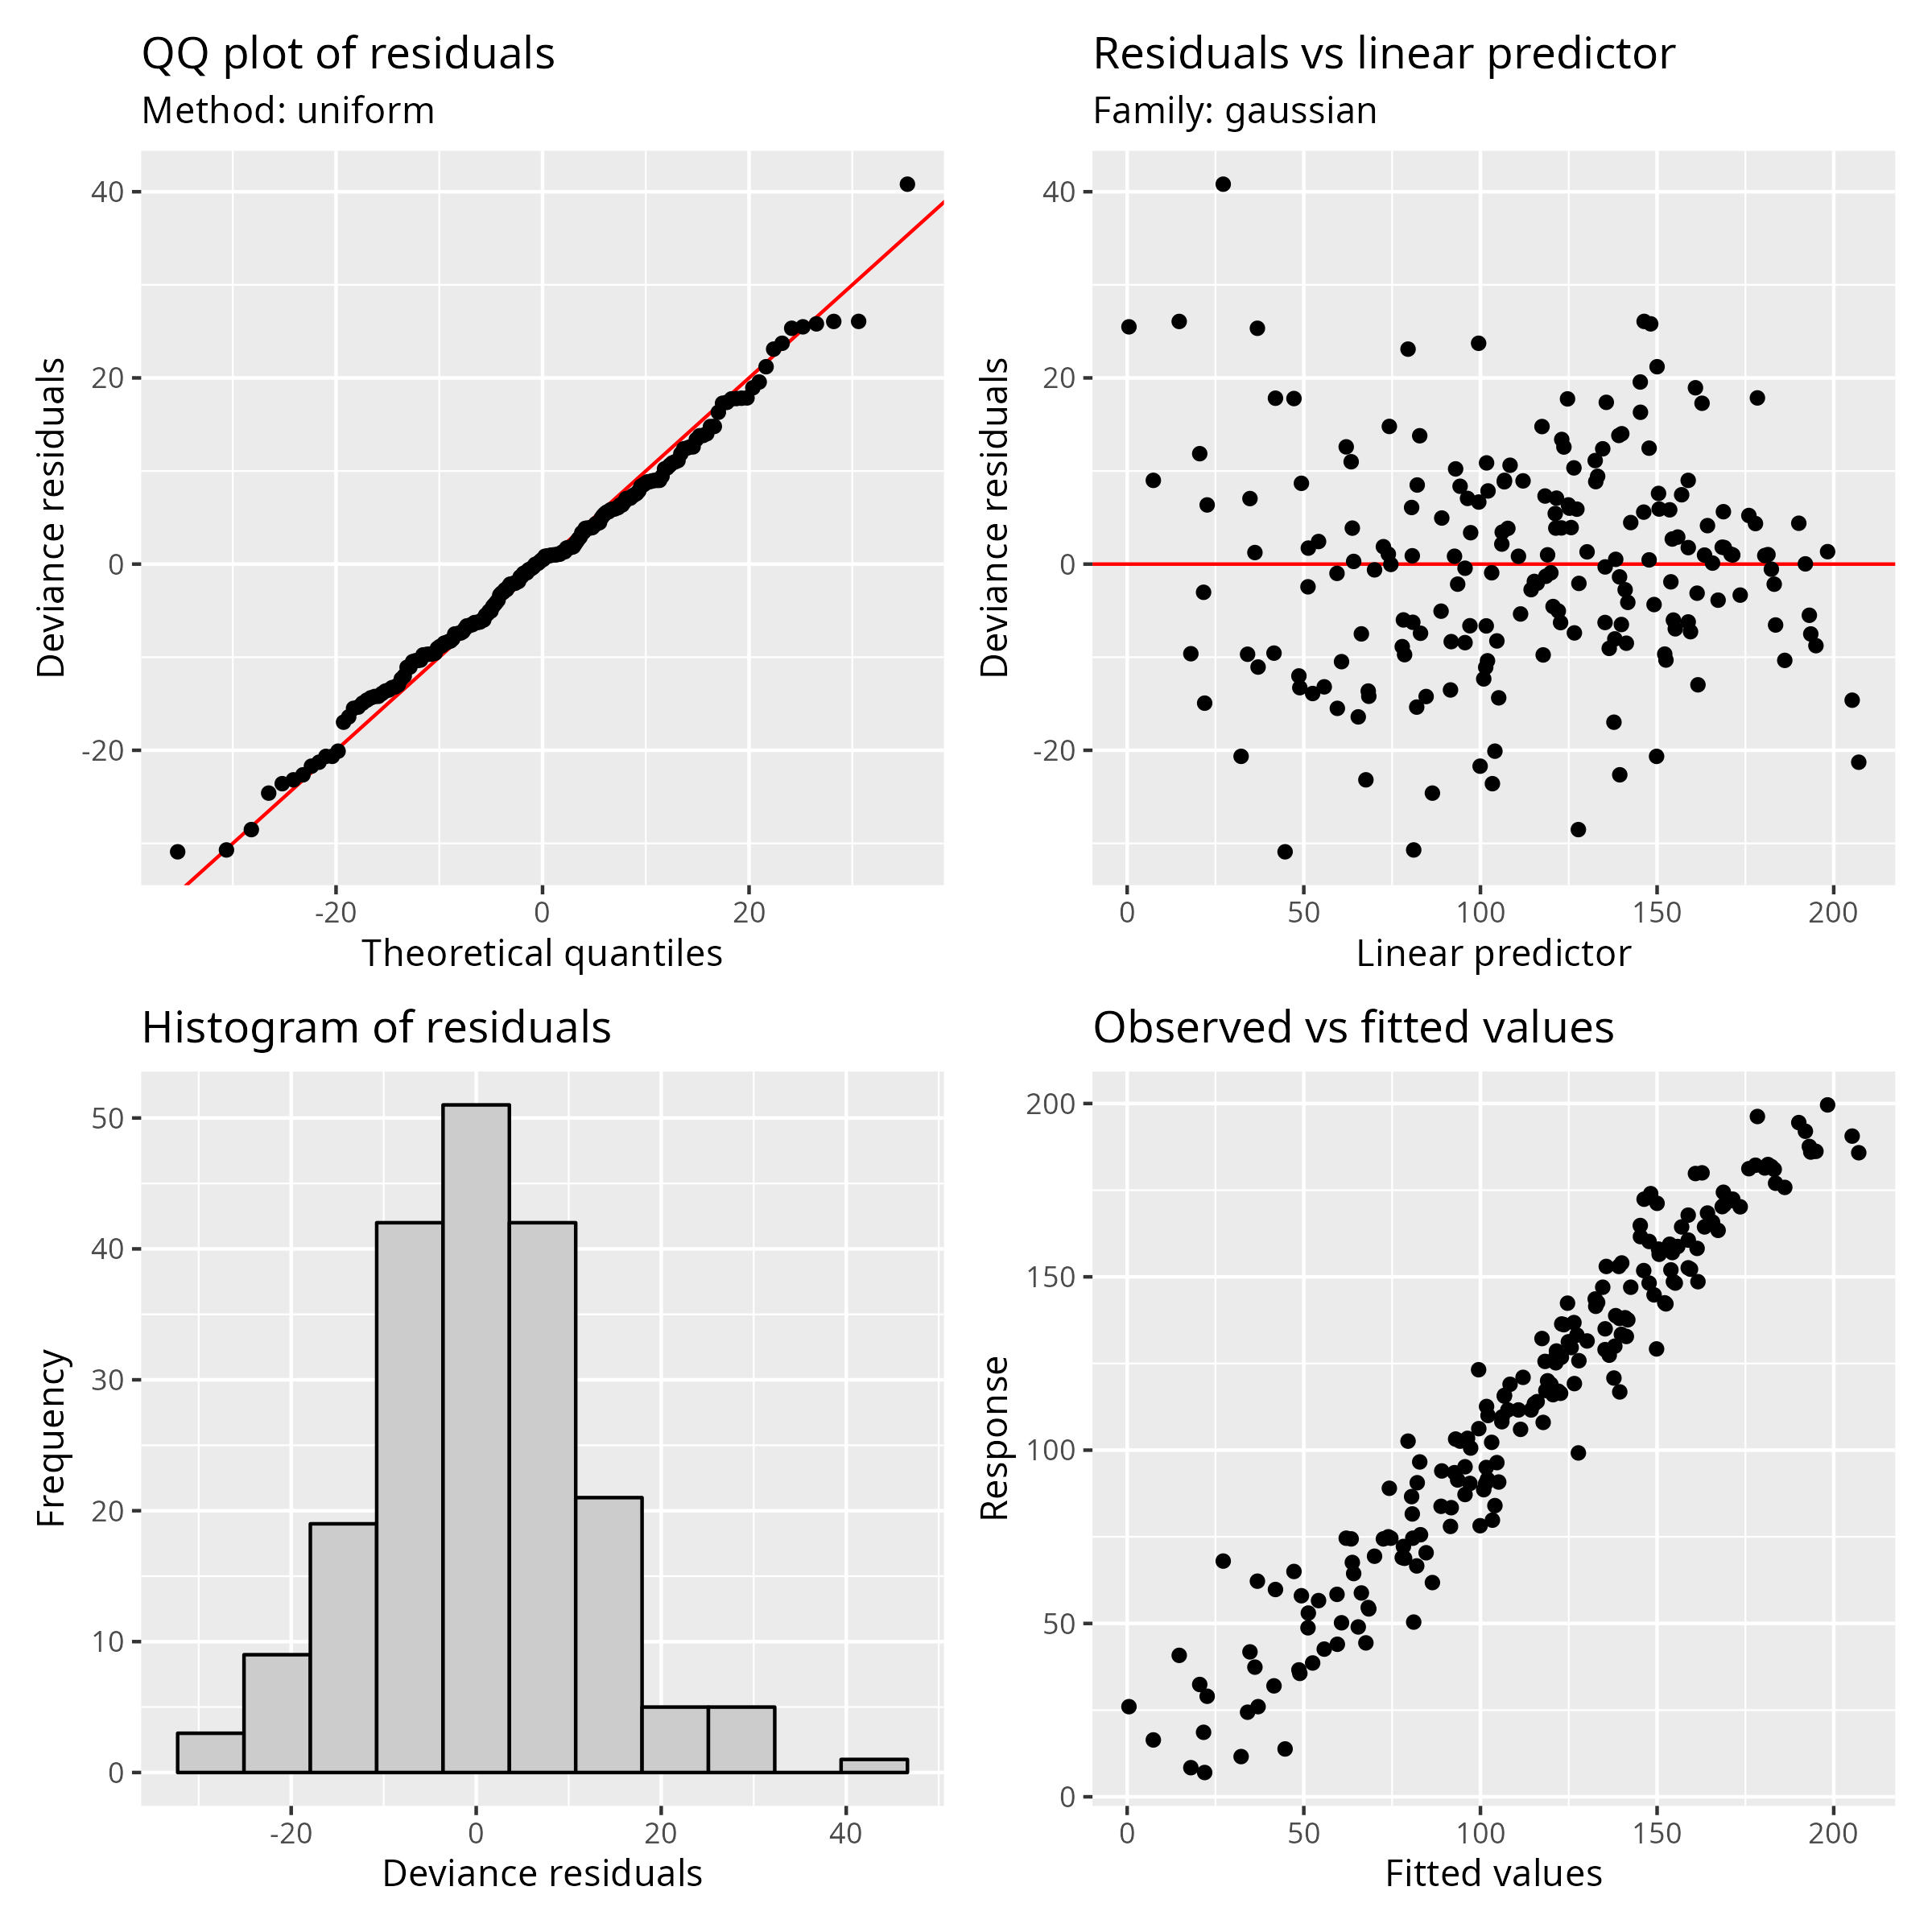 QQ plot of residuals
Method: uniform
40
20
0
-20
-20
0
20
Deviance residuals
Theoretical quantiles
Residuals vs linear predictor
Family: gaussian
40
20
0
-20
0
50
100
150
200
Deviance residuals
Linear predictor
Histogram of residuals
50
40
30
20
10
0
-20
0
20
40
Frequency
Deviance residuals
Observed vs fitted values
200
150
100
50
0
0
50
100
150
200
Response
Fitted values